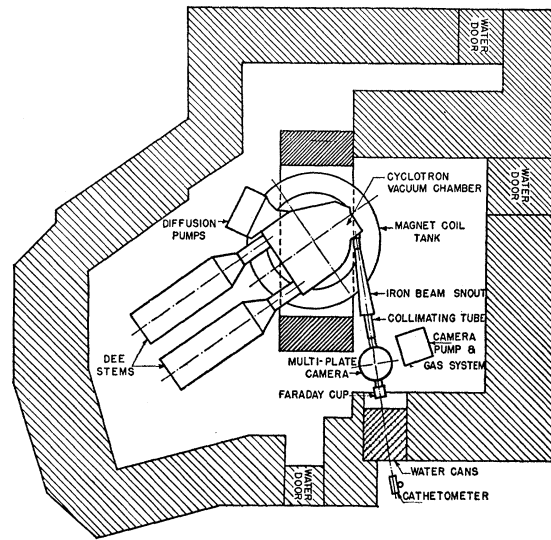 WATER
DOOR
WATER
DOOR
CYCLOTRON
VACUUM CHAMBER
DIFFUSION
PUMPS
MAGNET COIL
TANK
IRON BEAM SNOUT
COLLIMATING TUBE
CAMERA
PUMP &
GAS SYSTEM
MULTI-PLATE
CAMERA
DEE
STEMS
FARADAY CUP
WATER
DOOR
WATER CANS
CATHETOMETER